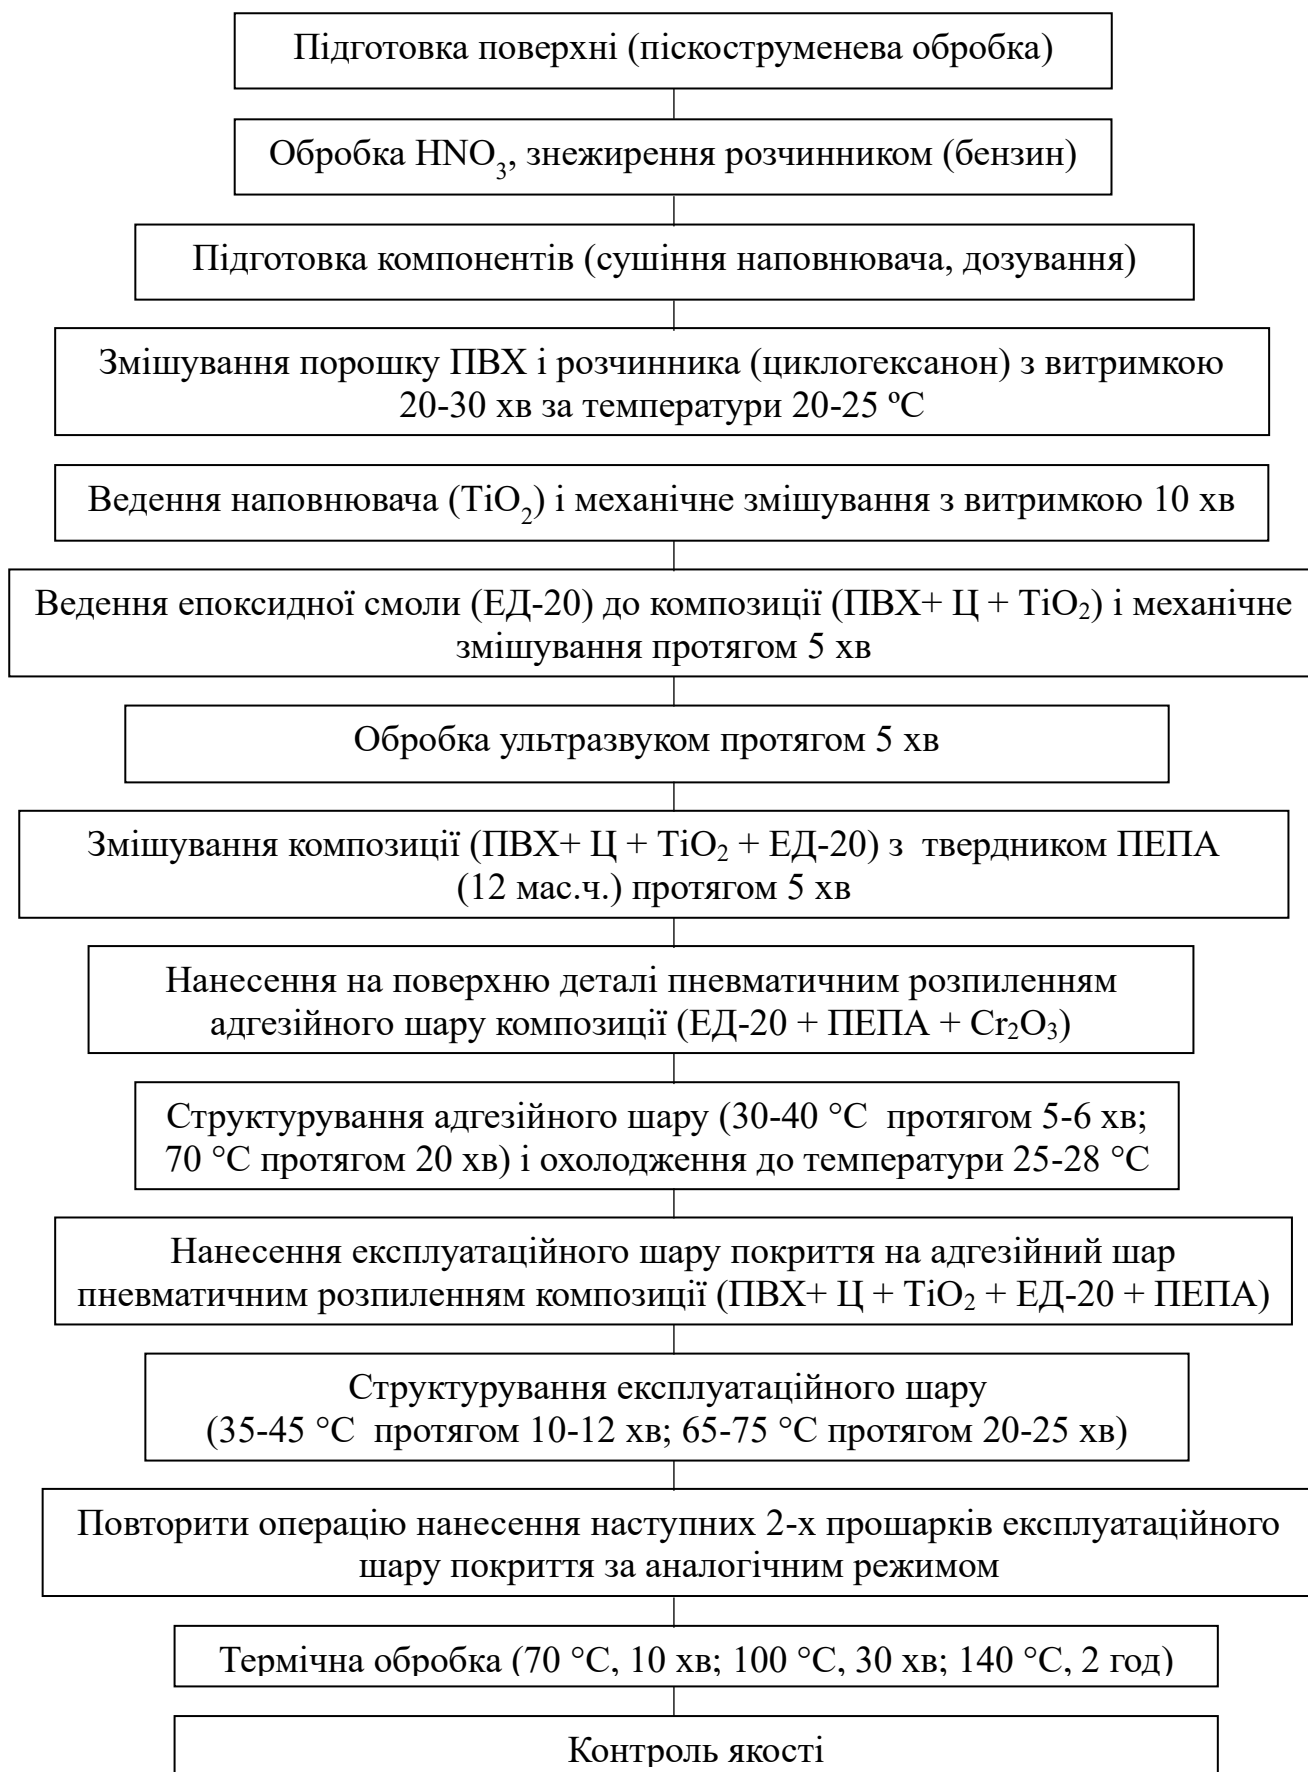 Підготовка поверхні (піскоструменева обробка)
Обробка HNO₃, знежирення розчинником (бензин)
Підготовка компонентів (сушіння наповнювача, дозування)
Змішування порошку ПВХ і розчинника (циклогексанон) з витримкою
20-30 хв за температури 20-25 ºС
Ведення наповнювача (TiO₂) і механічне змішування з витримкою 10 хв
Ведення епоксидної смоли (ЕД-20) до композиції (ПВХ+ Ц + TiO₂) і механічне
змішування протягом 5 хв
Обробка ультразвуком протягом 5 хв
Змішування композиції (ПВХ+ Ц + TiO₂ + ЕД-20) з твердником ПЕПА
(12 мас.ч.) протягом 5 хв
Нанесення на поверхню деталі пневматичним розпиленням
адгезійного шару композиції (ЕД-20 + ПЕПА + Cr₂O₃)
Структурування адгезійного шару (30-40 °С протягом 5-6 хв;
70 °С протягом 20 хв) і охолодження до температури 25-28 °С
Нанесення експлуатаційного шару покриття на адгезійний шар
пневматичним розпиленням композиції (ПВХ+ Ц + TiO₂ + ЕД-20 + ПЕПА)
Структурування експлуатаційного шару
(35-45 °С протягом 10-12 хв; 65-75 °С протягом 20-25 хв)
Повторити операцію нанесення наступних 2-х прошарків експлуатаційного
шару покриття за аналогічним режимом
Термічна обробка (70 °С, 10 хв; 100 °С, 30 хв; 140 °С, 2 год)
Контроль якості